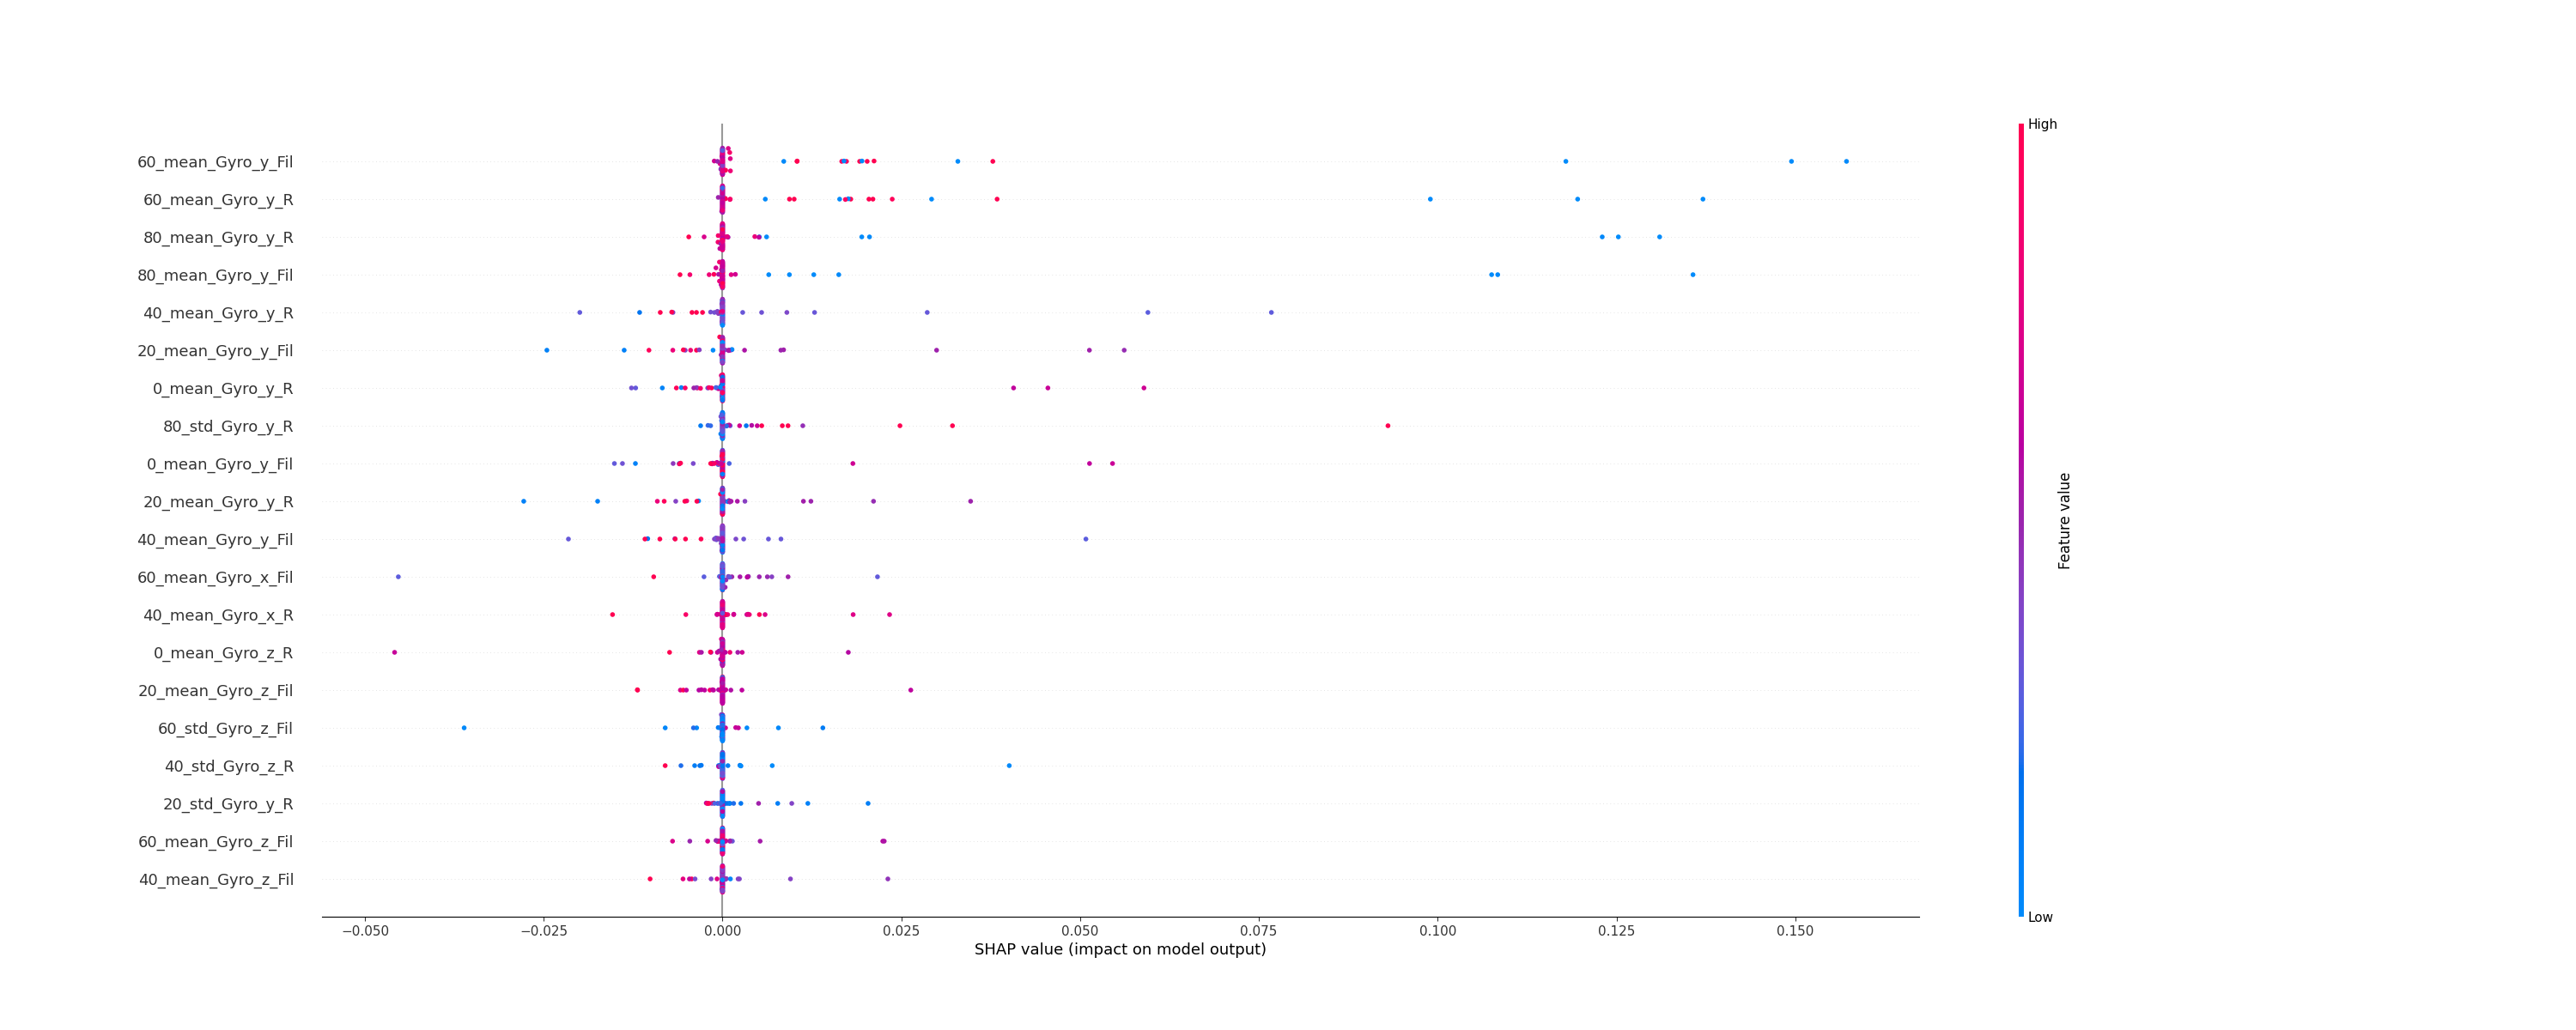 High
60_mean_Gyro_y_Fil
60_mean_Gyro_y_R
80_mean_Gyro_y_R
80_mean_Gyro_y_Fil
40_mean_Gyro_y_R
20_mean_Gyro_y_Fil
0_mean_Gyro_y_R
80_std_Gyro_y_R
0_mean_Gyro_y_Fil
20_mean_Gyro_y_R
40_mean_Gyro_y_Fil
60_mean_Gyro_x_Fil
40_mean_Gyro_x_R
0_mean_Gyro_z_R
20_mean_Gyro_z_Fil
60_std_Gyro_z_Fil
40_std_Gyro_z_R
20_std_Gyro_y_R
60_mean_Gyro_z_Fil
40_mean_Gyro_z_Fil
Feature value
Low
−0.050 −0.025 0.000 0.025 0.050 0.075 0.100 0.125 0.150
SHAP value (impact on model output)